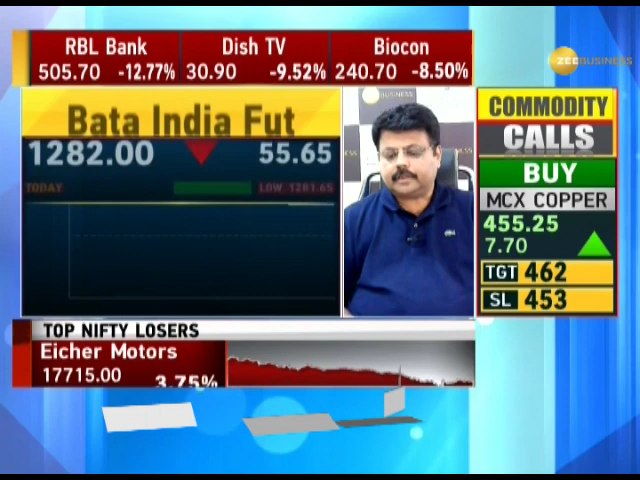 RBL Bank
505.70 -12.77%
Dish TV
30.90 -9.52%
Biocon
240.70 -8.50%
ZEE BUSINESS
Bata India Fut
1282.00 55.65
TODAY LOW 1281.65
COMMODITY
CALLS
BUY
MCX COPPER
455.25
7.70
TGT 462
SL 453
TOP NIFTY LOSERS
Eicher Motors
17715.00 3.75%